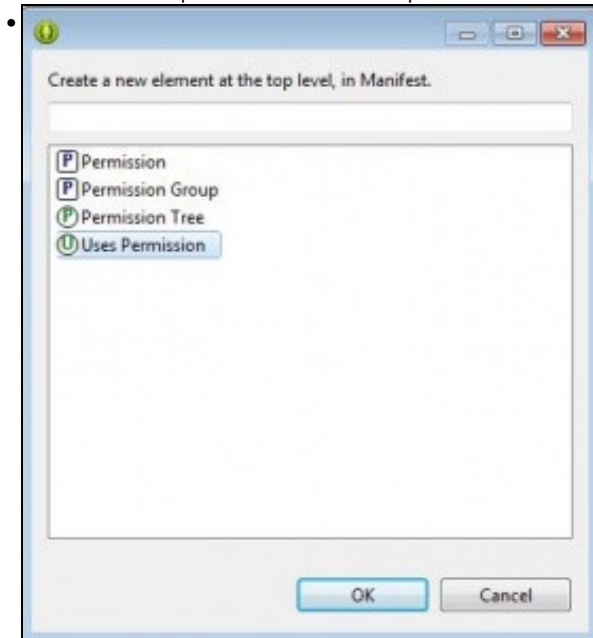 Create a new element at the top level, in Manifest.
P Permission
P Permission Group
P Permission Tree
U Uses Permission
OK
Cancel